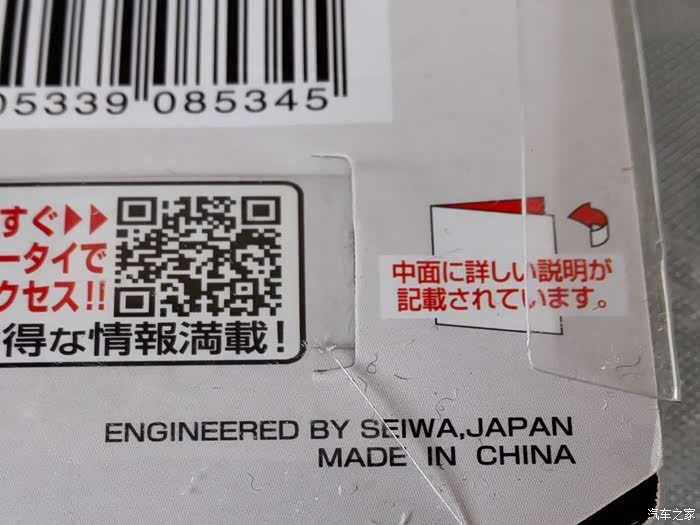 05339 085345
すぐ▶▶
ータイで
クセス!!
得な情報満載!
中面に詳しい説明が
記載されています。
ENGINEERED BY SEIWA,JAPAN
MADE IN CHINA
汽车之家